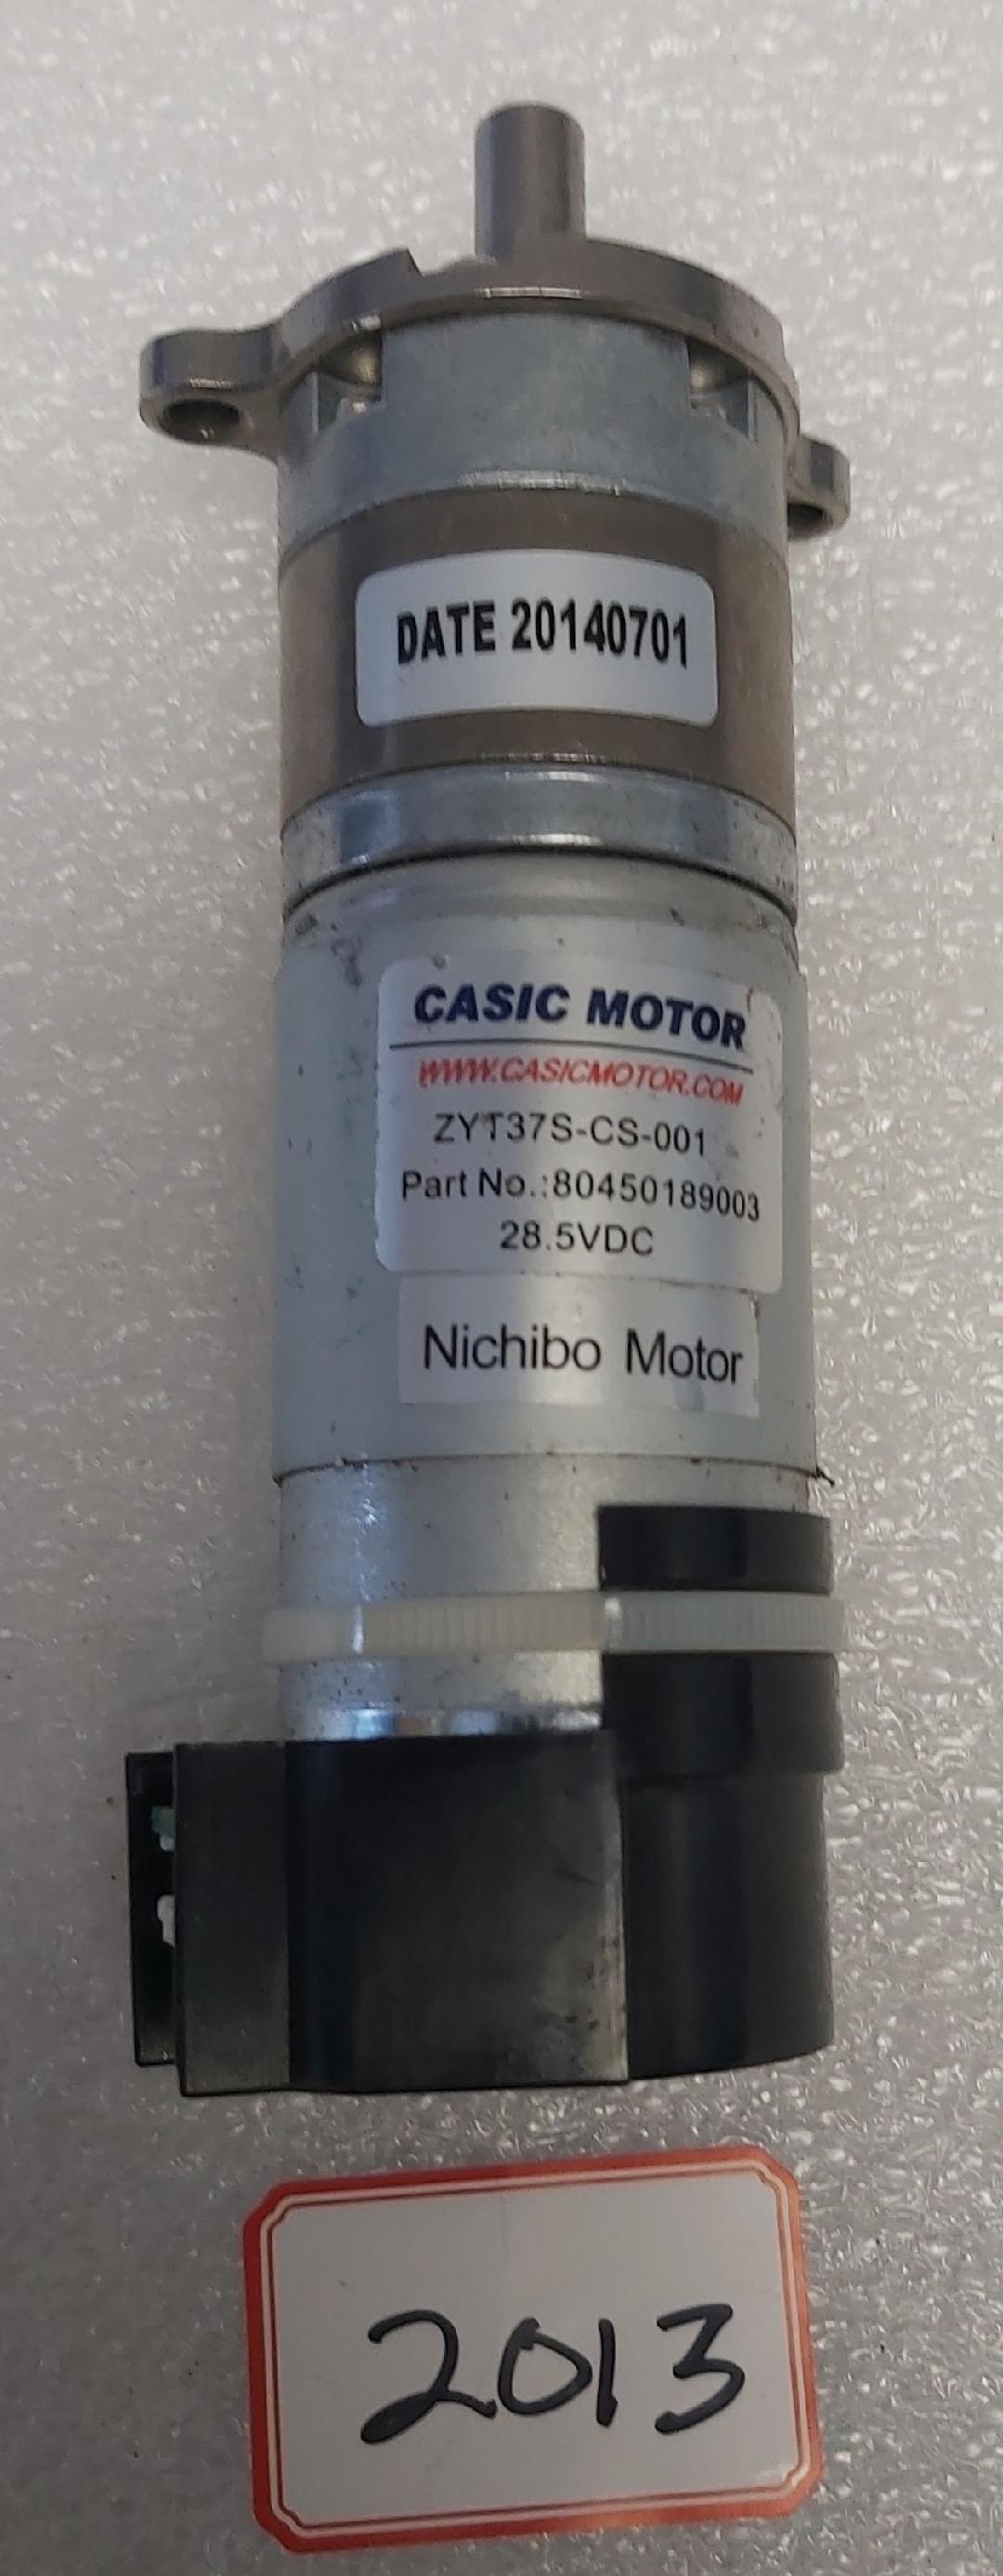 DATE 20140701
CASIC MOTOR
WWW.CASICMOTOR.COM
ZYT37S-CS-001
Part No.:80450189003
28.5VDC
Nichibo Motor
2013